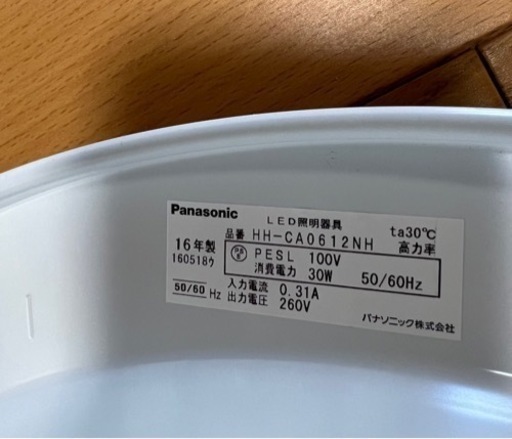 Panasonic LED照明器具 ta30℃
品番 HH-CA0612NH 高力率
16年製 PSE PESL 100V
160518ｳ 消費電力 30W 50/60Hz
50/60 Hz 入力電流 0.31A
出力電圧 260V
パナソニック株式会社